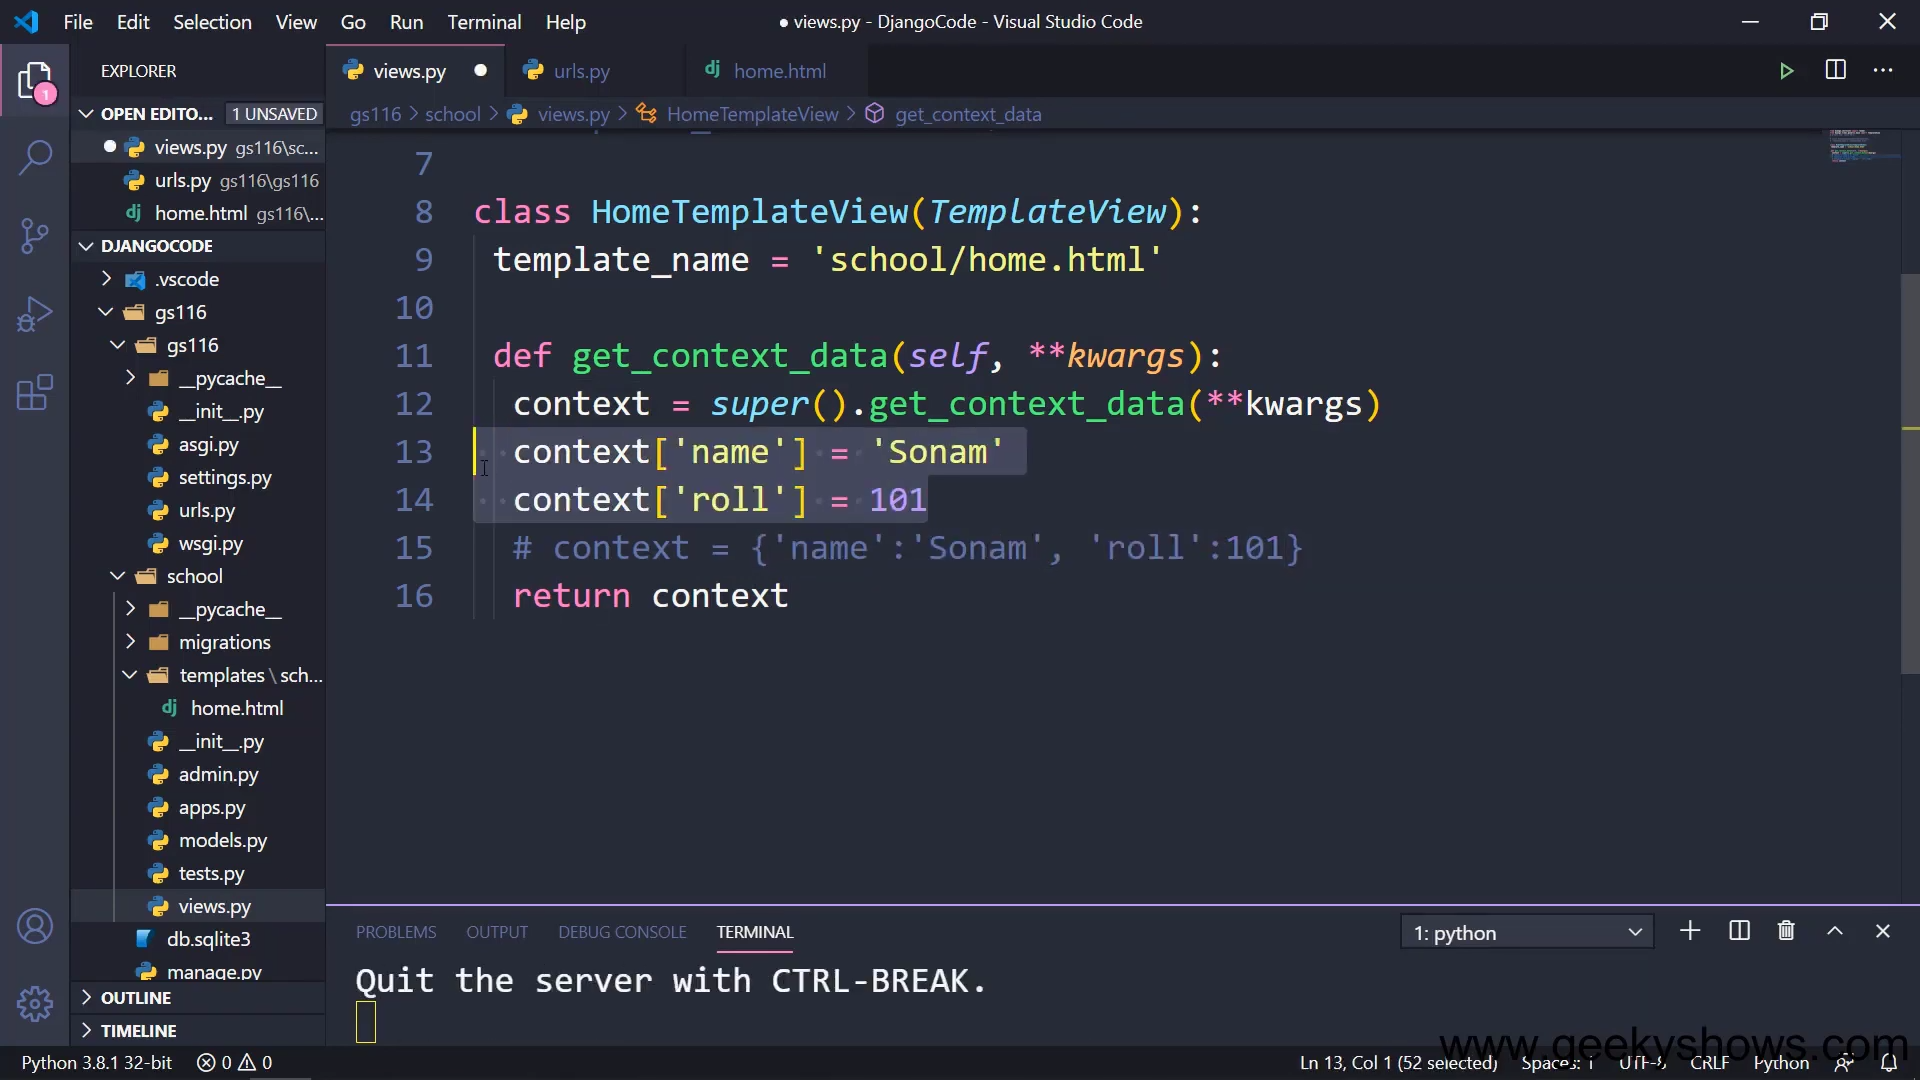 File Edit Selection View Go Run Terminal Help
● views.py - DjangoCode - Visual Studio Code
EXPLORER
views.py
urls.py
home.html
OPEN EDITO... 1 UNSAVED
gs116 > school > views.py > HomeTemplateView > get_context_data
views.py gs116\sc...
urls.py gs116\gs116
home.html gs116\...
DJANGOCODE
.vscode
gs116
gs116
__pycache__
__init__.py
asgi.py
settings.py
urls.py
wsgi.py
school
__pycache__
migrations
templates \ sch...
home.html
__init__.py
admin.py
apps.py
models.py
tests.py
views.py
db.sqlite3
manage.py
OUTLINE
TIMELINE
1
7
8 class HomeTemplateView(TemplateView):
9 template_name = 'school/home.html'
10
11 def get_context_data(self, **kwargs):
12 context = super().get_context_data(**kwargs)
13 context['name'] = 'Sonam'
14 context['roll'] = 101
15 # context = {'name':'Sonam', 'roll':101}
16 return context
PROBLEMS OUTPUT DEBUG CONSOLE TERMINAL
1: python
Quit the server with CTRL-BREAK.
www.geekyshows.com
Python 3.8.1 32-bit 0 0
Ln 13, Col 1 (52 selected) Spaces: 1 UTF-8 CRLF Python